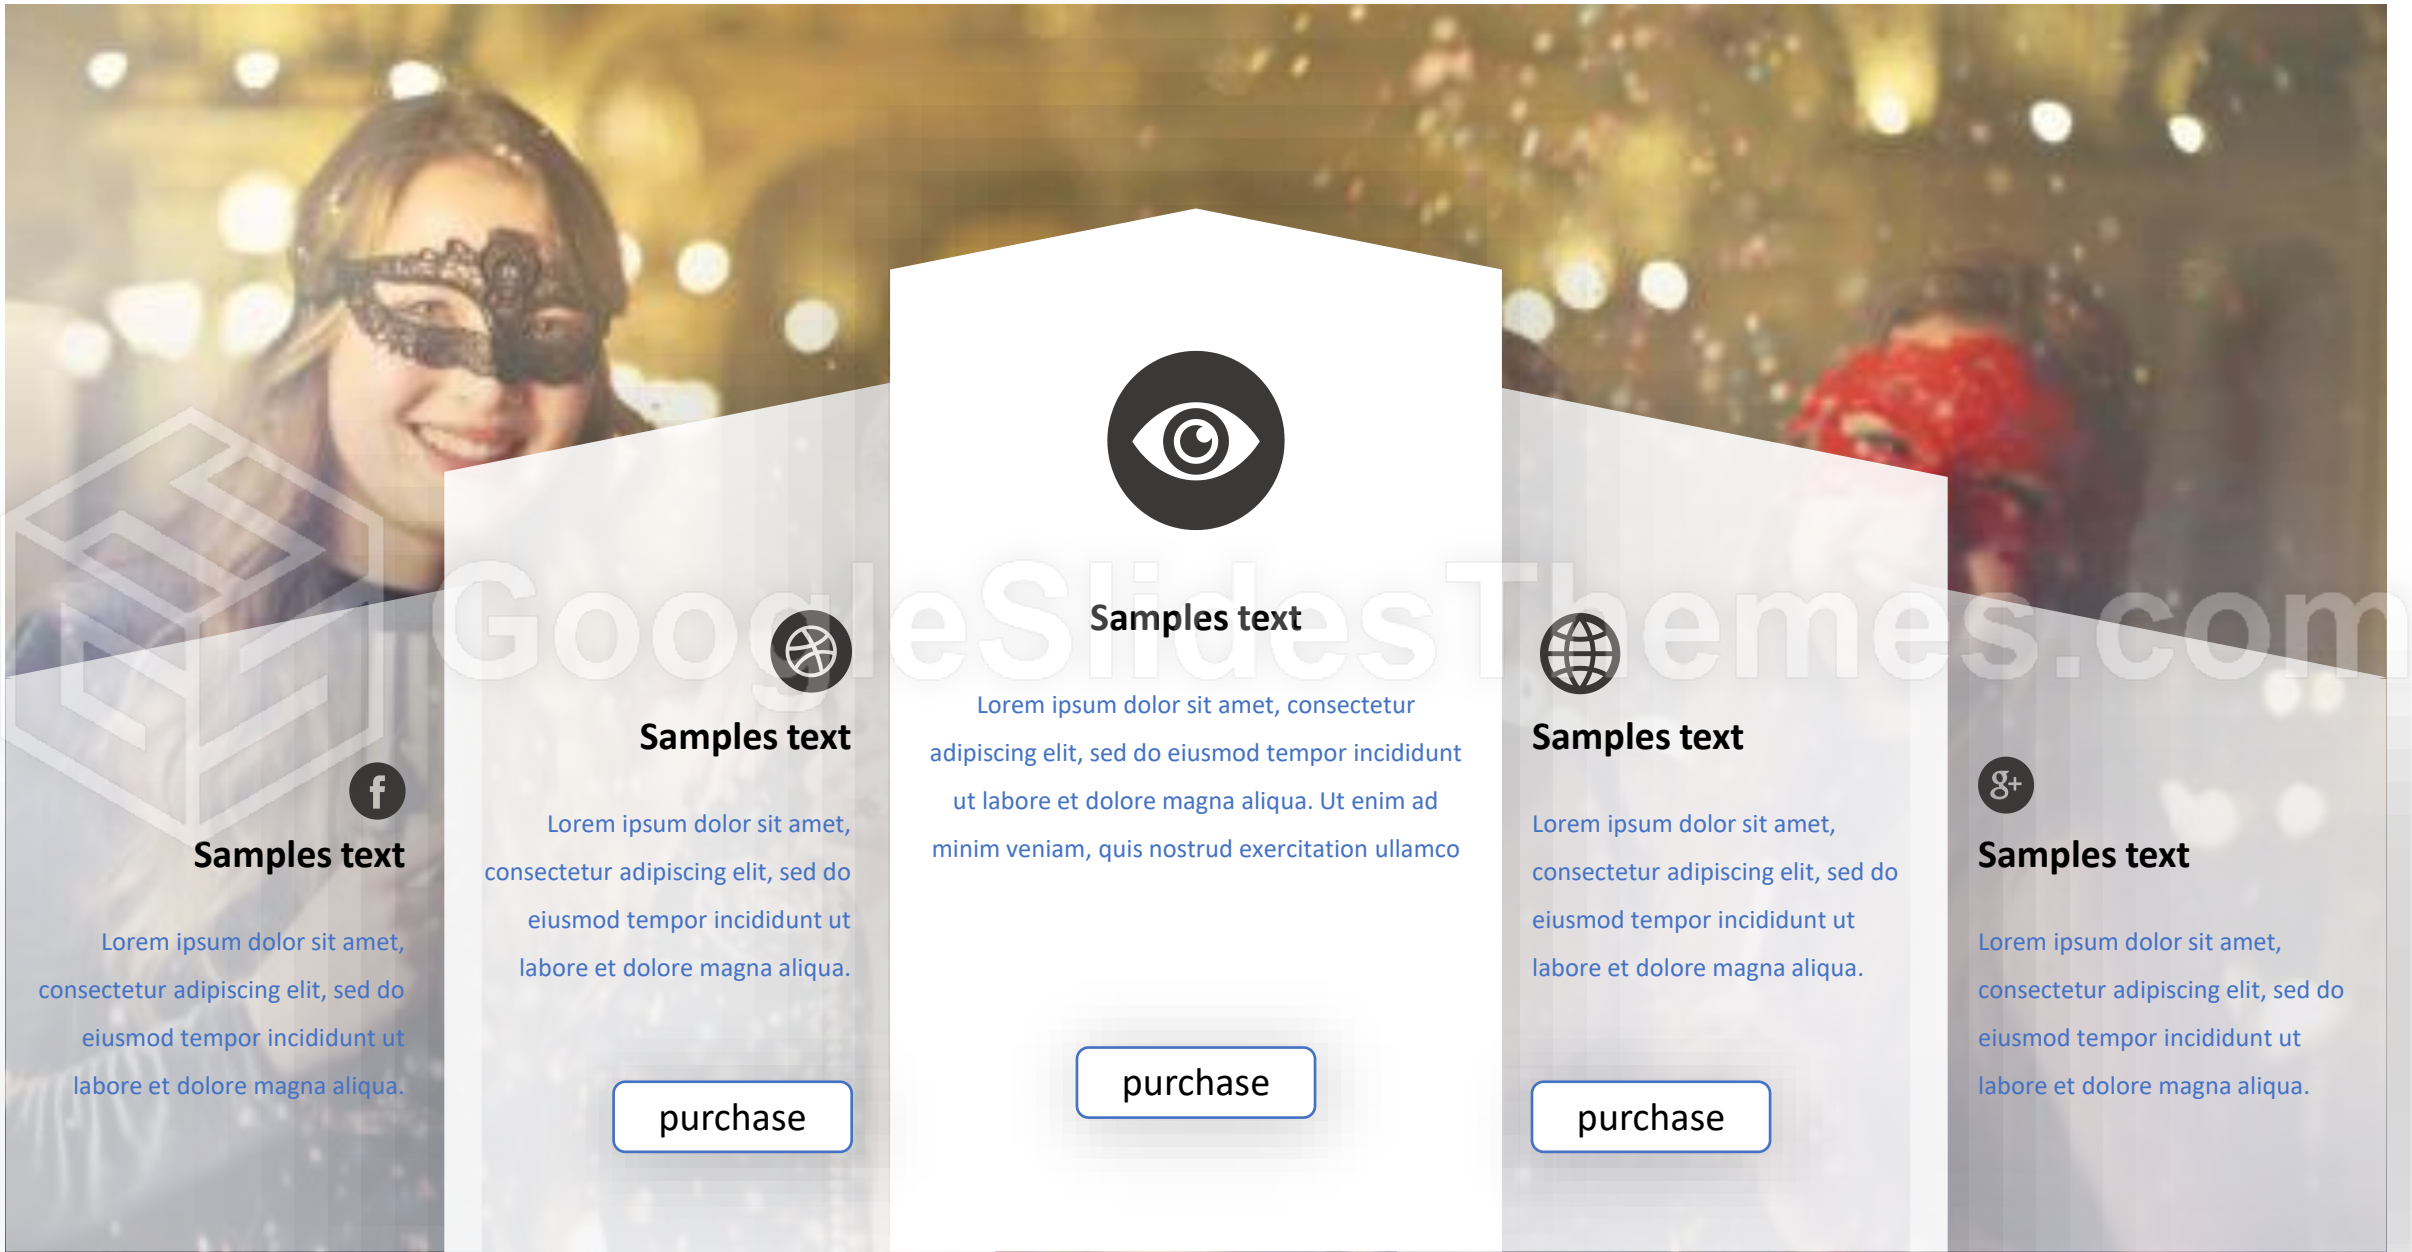 GoogleSlidesThemes.com
f
Samples text
Lorem ipsum dolor sit amet,
consectetur adipiscing elit, sed do
eiusmod tempor incididunt ut
labore et dolore magna aliqua.
Samples text
Lorem ipsum dolor sit amet,
consectetur adipiscing elit, sed do
eiusmod tempor incididunt ut
labore et dolore magna aliqua.
purchase
Samples text
Lorem ipsum dolor sit amet, consectetur
adipiscing elit, sed do eiusmod tempor incididunt
ut labore et dolore magna aliqua. Ut enim ad
minim veniam, quis nostrud exercitation ullamco
purchase
Samples text
Lorem ipsum dolor sit amet,
consectetur adipiscing elit, sed do
eiusmod tempor incididunt ut
labore et dolore magna aliqua.
purchase
g+
Samples text
Lorem ipsum dolor sit amet,
consectetur adipiscing elit, sed do
eiusmod tempor incididunt ut
labore et dolore magna aliqua.